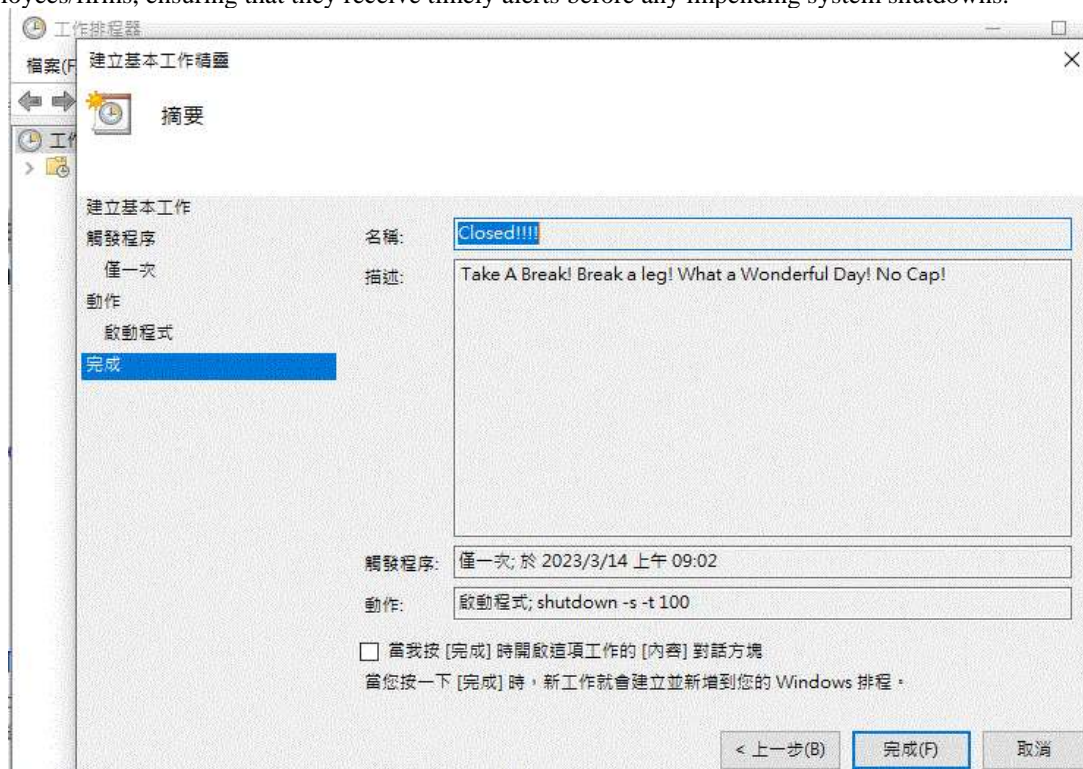 oyees/firms, ensuring that they receive timely alerts before any impending system shutdowns.
工作排程器
檔案(F
建立基本工作精靈
摘要
工作
建立基本工作
觸發程序
僅一次
動作
啟動程式
完成
名稱: Closed!!!!
描述: Take A Break! Break a leg! What a Wonderful Day! No Cap!
觸發程序: 僅一次; 於 2023/3/14 上午 09:02
動作: 啟動程式; shutdown -s -t 100
當我按 [完成] 時開啟這項工作的 [內容] 對話方塊
當您按一下 [完成] 時，新工作就會建立並新增到您的 Windows 排程。
< 上一步(B) 完成(F) 取消